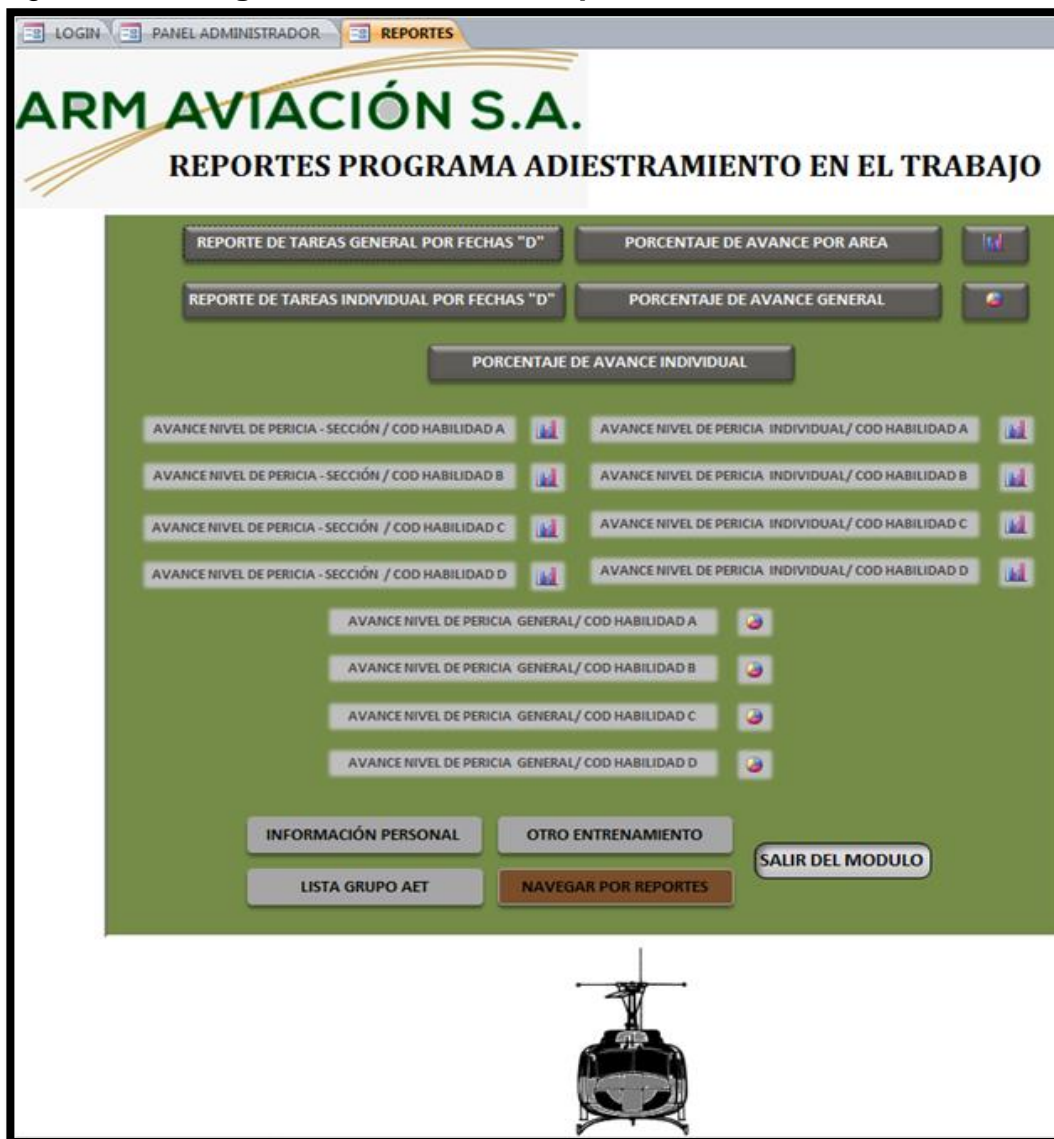 LOGIN
PANEL ADMINISTRADOR
REPORTES
ARM AVIACIÓN S.A.
REPORTES PROGRAMA ADIESTRAMIENTO EN EL TRABAJO
REPORTE DE TAREAS GENERAL POR FECHAS "D"
PORCENTAJE DE AVANCE POR AREA
REPORTE DE TAREAS INDIVIDUAL POR FECHAS "D"
PORCENTAJE DE AVANCE GENERAL
PORCENTAJE DE AVANCE INDIVIDUAL
AVANCE NIVEL DE PERICIA - SECCIÓN / COD HABILIDAD A
AVANCE NIVEL DE PERICIA INDIVIDUAL/ COD HABILIDAD A
AVANCE NIVEL DE PERICIA - SECCIÓN / COD HABILIDAD B
AVANCE NIVEL DE PERICIA INDIVIDUAL/ COD HABILIDAD B
AVANCE NIVEL DE PERICIA - SECCIÓN / COD HABILIDAD C
AVANCE NIVEL DE PERICIA INDIVIDUAL/ COD HABILIDAD C
AVANCE NIVEL DE PERICIA - SECCIÓN / COD HABILIDAD D
AVANCE NIVEL DE PERICIA INDIVIDUAL/ COD HABILIDAD D
AVANCE NIVEL DE PERICIA GENERAL/ COD HABILIDAD A
AVANCE NIVEL DE PERICIA GENERAL/ COD HABILIDAD B
AVANCE NIVEL DE PERICIA GENERAL/ COD HABILIDAD C
AVANCE NIVEL DE PERICIA GENERAL/ COD HABILIDAD D
INFORMACIÓN PERSONAL
OTRO ENTRENAMIENTO
SALIR DEL MODULO
LISTA GRUPO AET
NAVEGAR POR REPORTES